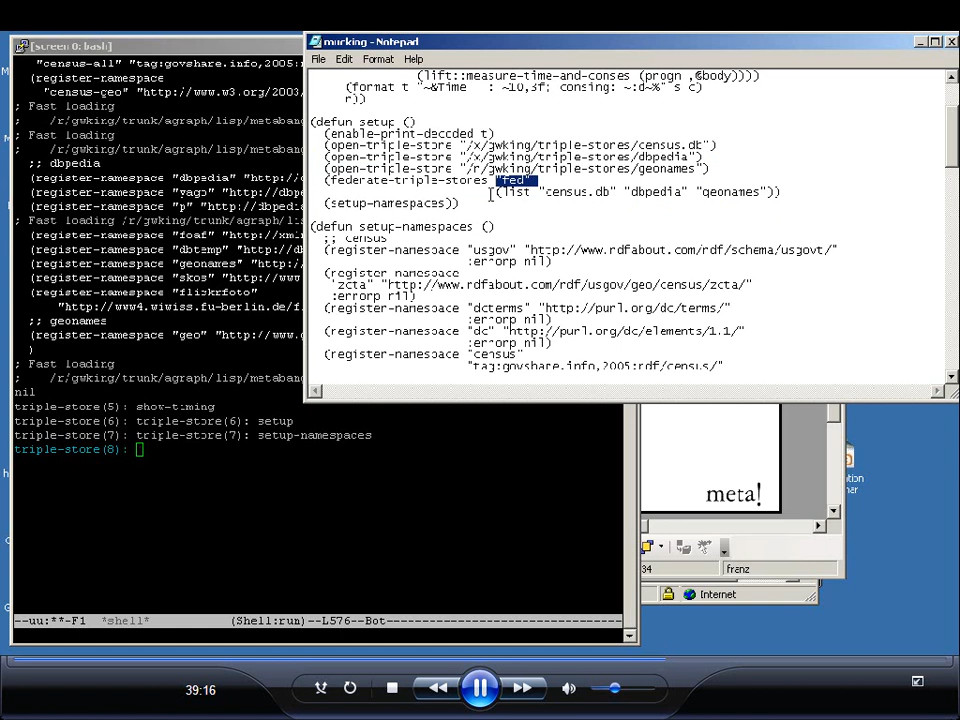 [screen 0: bash]
"census-all" "tag:govshare.info,2005:
(register-namespace
"census-geo" "http://www.w3.org/2003/
; Fast loading
;    /r/gwking/trunk/agraph/lisp/metaban
; Fast loading
;    /r/gwking/trunk/agraph/lisp/metaban
;; dbpedia
(register-namespace "dbpedia" "http://
(register-namespace "yago" "http://dbp
(register-namespace "p" "http://dbpedi
; Fast loading /r/gwking/trunk/agraph/li
(register-namespace "foaf" "http://xml
(register-namespace "dbtemp" "http://d
(register-namespace "geonames" "http:/
(register-namespace "skos" "http://www
(register-namespace "flickrfoto"
"http://www4.wiwiss.fu-berlin.de/f
;; geonames
(register-namespace "geo" "http://www.
)
; Fast loading
;    /r/gwking/trunk/agraph/lisp/metaban
nil
triple-store(5): show-timing
triple-store(6): triple-store(6): setup
triple-store(7): triple-store(7): setup-namespaces
triple-store(8):
--uu:**-F1  *shell*          (Shell:run)--L576--Bot
mucking - Notepad
File Edit Format Help
(lift::measure-time-and-conses (progn ,@body))))
(format t "~&Time   : ~10,3f; consing: ~:d~%" s c)
r))
(defun setup ()
(enable-print-decoded t)
(open-triple-store "/x/gwking/triple-stores/census.db")
(open-triple-store "/x/gwking/triple-stores/dbpedia")
(open-triple-store "/r/gwking/triple-stores/geonames")
(federate-triple-stores "fed"
(list "census.db" "dbpedia" "geonames"))
(setup-namespaces))
(defun setup-namespaces ()
;; census
(register-namespace "usgov" "http://www.rdfabout.com/rdf/schema/usgovt/"
:errorp nil)
(register-namespace
"zcta" "http://www.rdfabout.com/rdf/usgov/geo/census/zcta/"
:errorp nil)
(register-namespace "dcterms" "http://purl.org/dc/terms/"
:errorp nil)
(register-namespace "dc" "http://purl.org/dc/elements/1.1/"
:errorp nil)
(register-namespace "census"
"tag:govshare.info,2005:rdf/census/"
meta!
34
franz
Internet
39:16